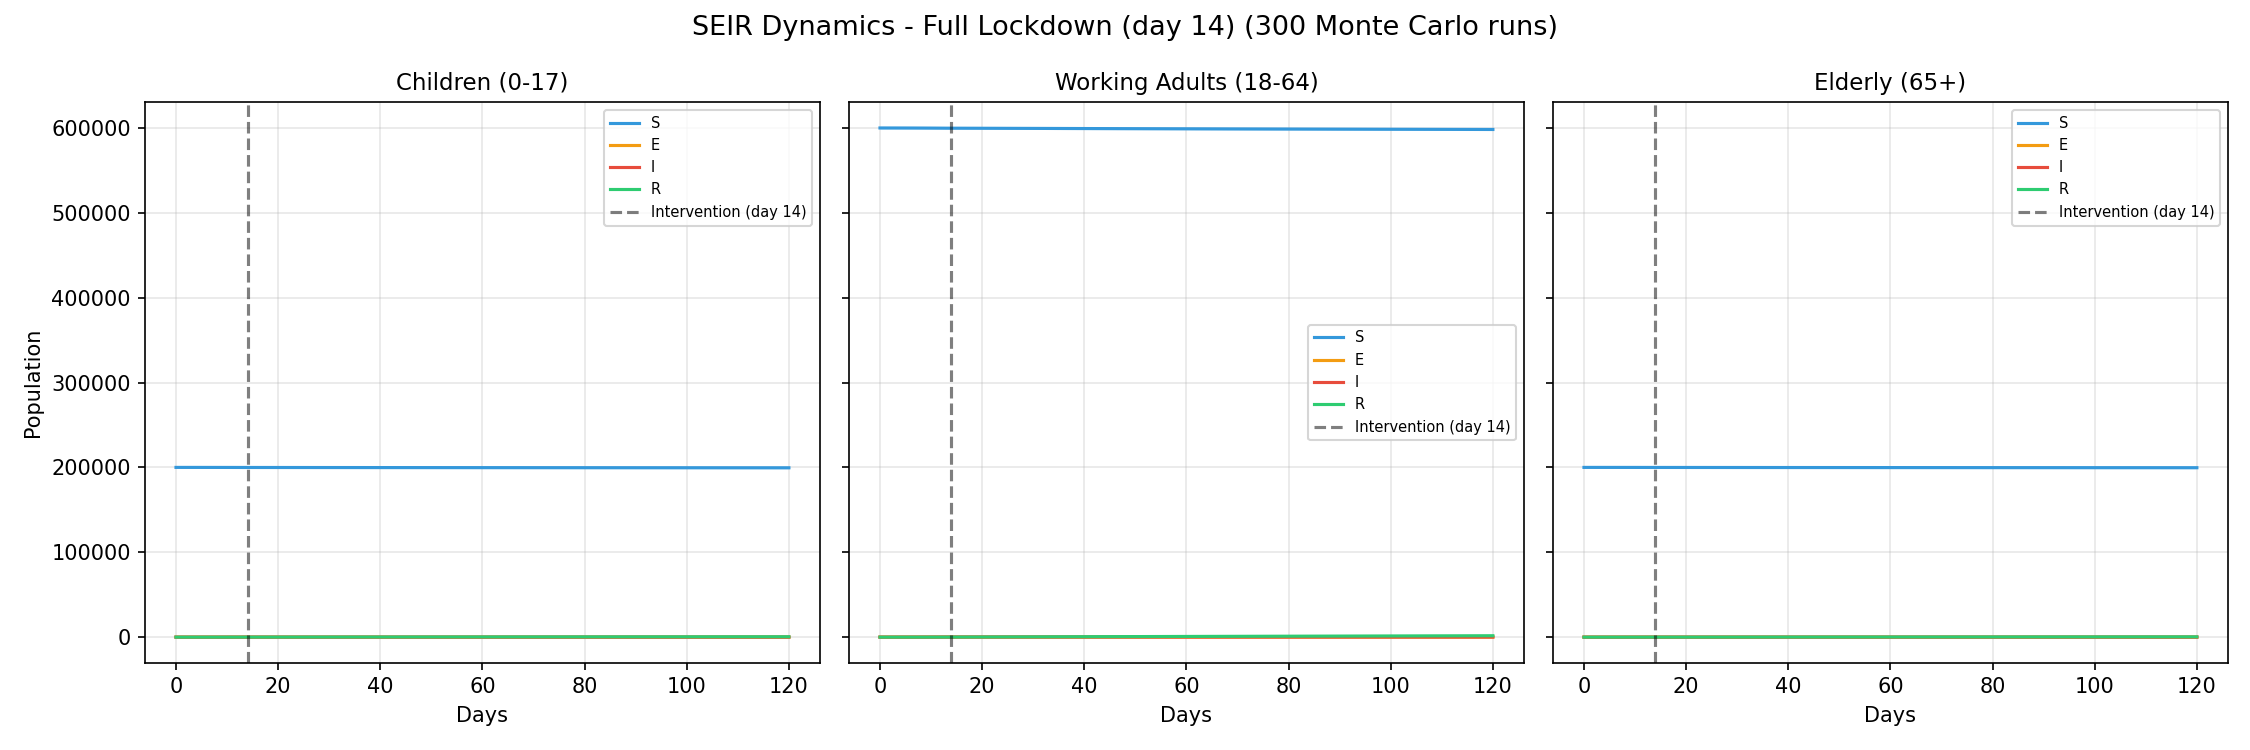 SEIR Dynamics - Full Lockdown (day 14) (300 Monte Carlo runs)
Children (0-17)
Working Adults (18-64)
Elderly (65+)
Population
600000
500000
400000
300000
200000
100000
0
S
E
I
R
Intervention (day 14)
0 20 40 60 80 100 120
Days
S
E
I
R
Intervention (day 14)
0 20 40 60 80 100 120
Days
S
E
I
R
Intervention (day 14)
0 20 40 60 80 100 120
Days